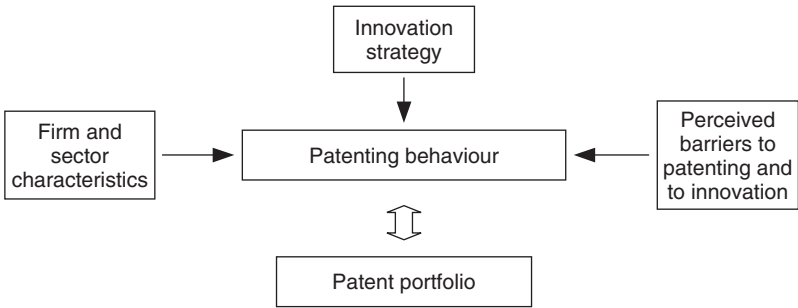 Innovation
strategy
Firm and
sector
characteristics
Patenting behaviour
Perceived
barriers to
patenting and
to innovation
Patent portfolio